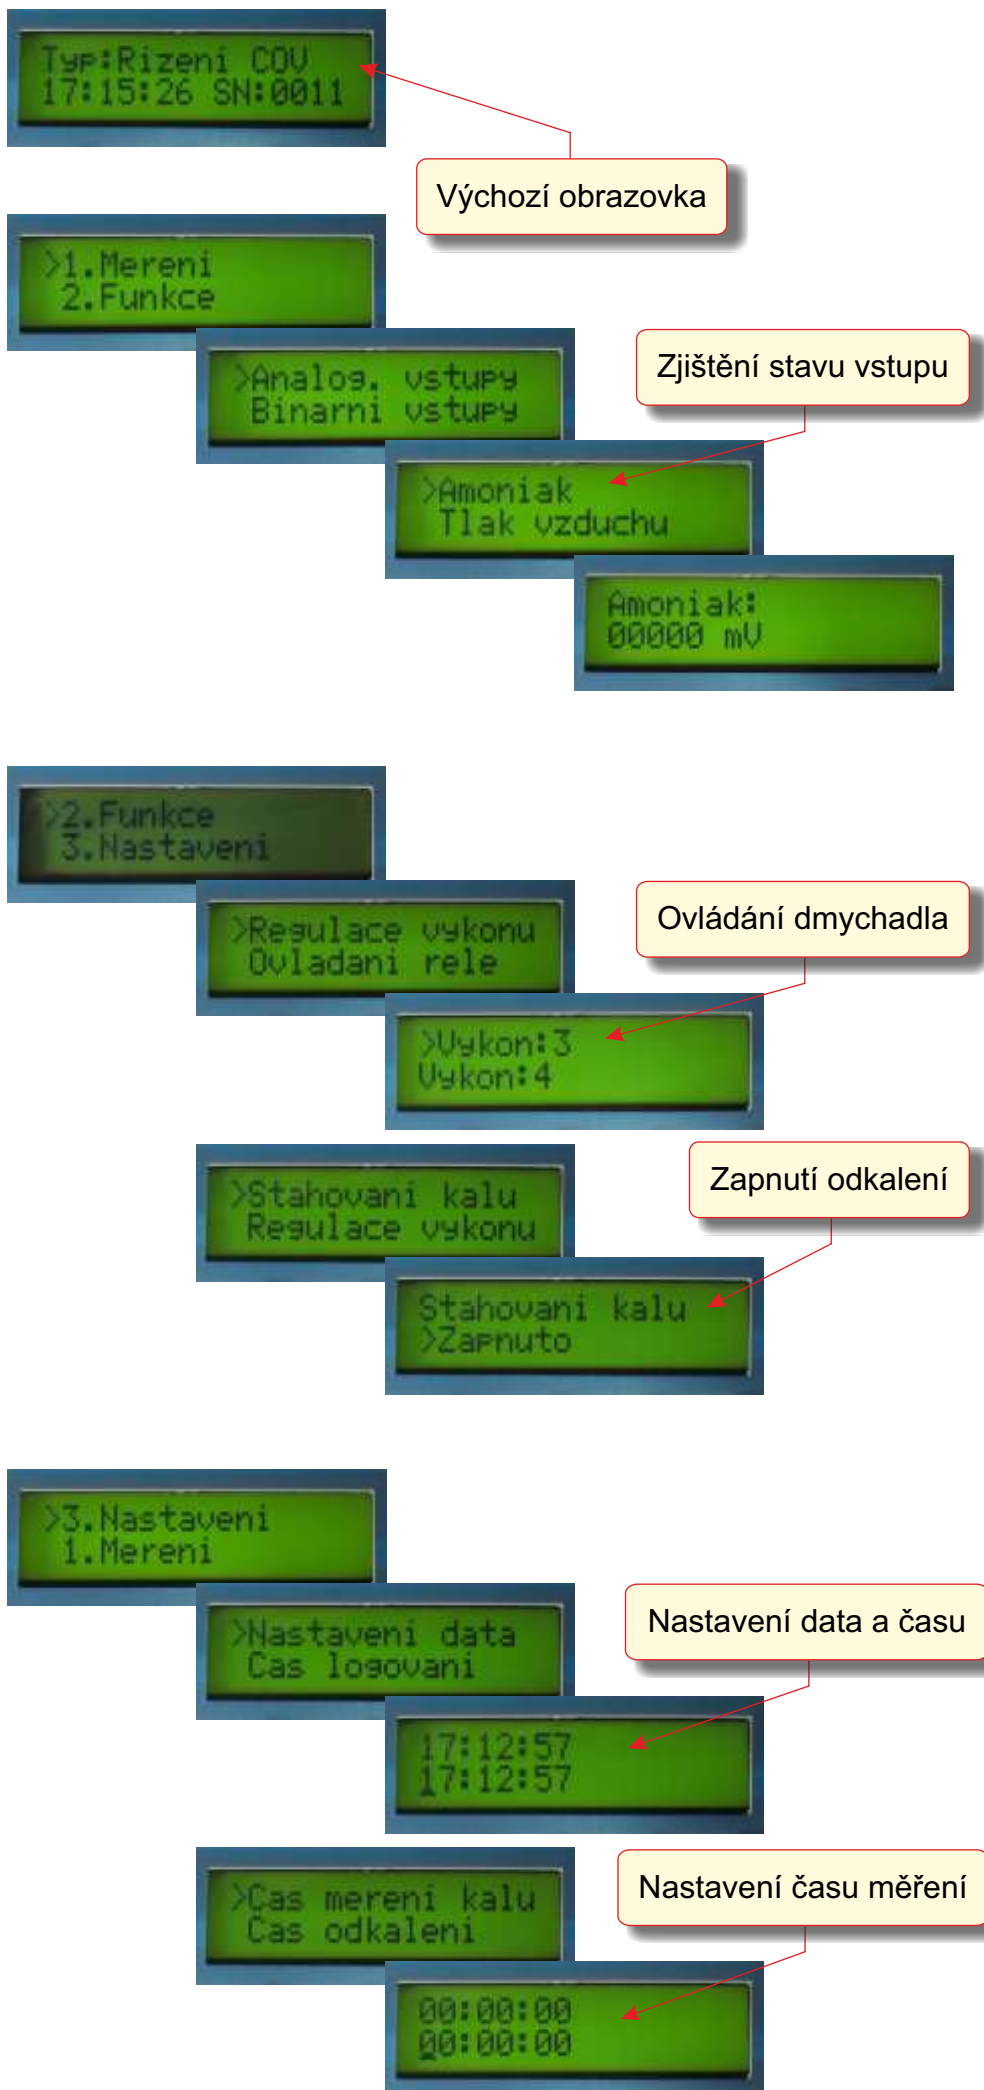 Typ:Rizeni COV
17:15:26 SN:0011
Výchozí obrazovka
>1.Mereni
2.Funkce
>Analog. vstupy
Binarni vstupy
Zjištění stavu vstupu
>Amoniak
Tlak vzduchu
Amoniak:
00000 mV
>2.Funkce
3.Nastaveni
>Regulace vykonu
Ovladani rele
Ovládání dmychadla
>Vykon:3
Vykon:4
>Stahovani kalu
Regulace vykonu
Zapnutí odkalení
Stahovani kalu
>Zapnuto
>3.Nastaveni
1.Mereni
>Nastaveni data
Cas logovani
Nastavení data a času
17:12:57
17:12:57
>Cas mereni kalu
Cas odkaleni
Nastavení času měření
00:00:00
00:00:00